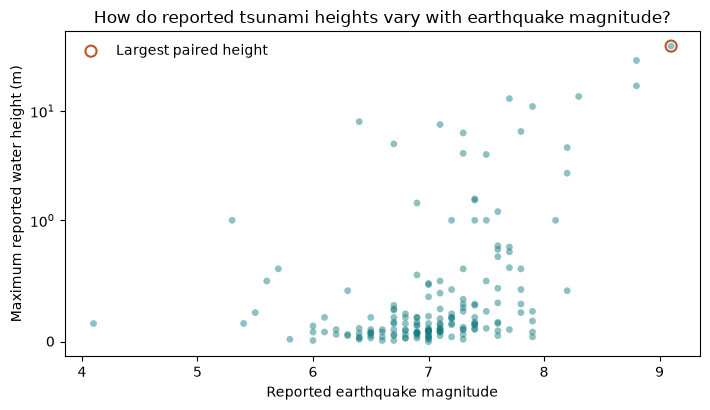 How do reported tsunami heights vary with earthquake magnitude?
Largest paired height
Maximum reported water height (m)
10¹
10⁰
0
4 5 6 7 8 9
Reported earthquake magnitude